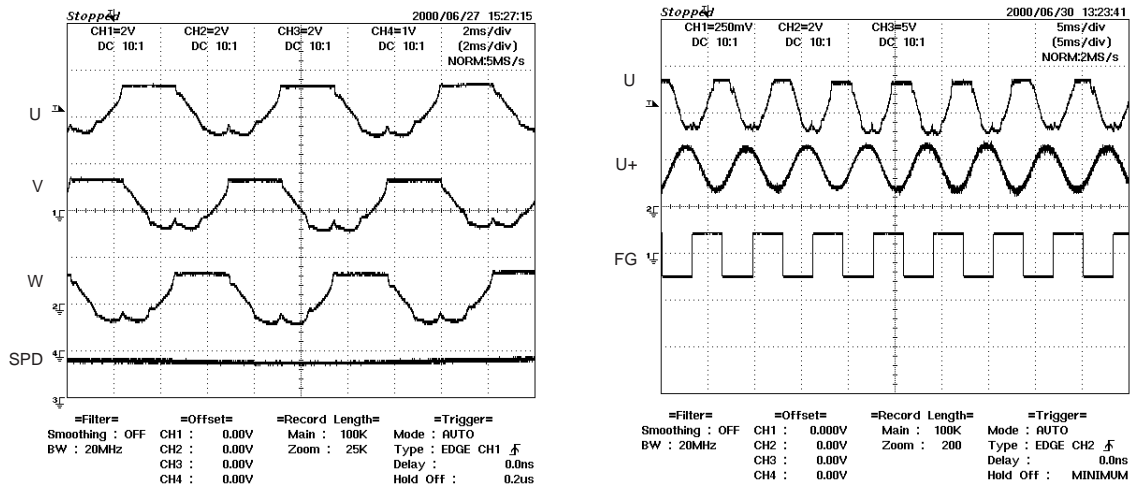 Stopped 2000/06/27 15:27:15
CH1=2V CH2=2V CH3=2V CH4=1V 2ms/div
DC 10:1 DC 10:1 DC 10:1 DC 10:1 (2ms/div)
NORM:5MS/s
U
V
W
SPD
=Filter= =Offset= =Record Length= =Trigger=
Smoothing : OFF CH1 : 0.00V Main : 100K Mode : AUTO
BW : 20MHz CH2 : 0.00V Zoom : 25K Type : EDGE CH1
CH3 : 0.00V Delay : 0.0ns
CH4 : 0.00V Hold Off : 0.2us
Stopped 2000/06/30 13:23:41
CH1=250mV CH2=2V CH3=5V 5ms/div
DC 10:1 DC 10:1 DC 10:1 (5ms/div)
NORM:2MS/s
U
U+
FG
=Filter= =Offset= =Record Length= =Trigger=
Smoothing : OFF CH1 : 0.000V Main : 100K Mode : AUTO
BW : 20MHz CH2 : 0.00V Zoom : 200 Type : EDGE CH2
CH3 : 0.00V Delay : 0.0ns
CH4 : 0.00V Hold Off : MINIMUM